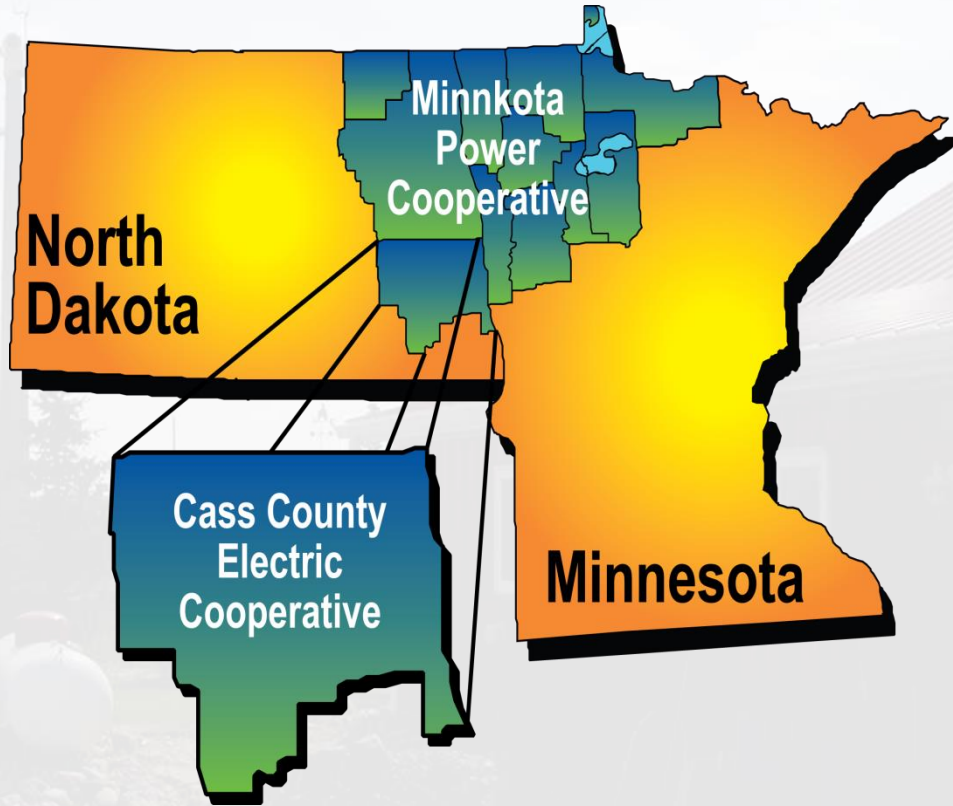 Minnkota
Power
Cooperative
North
Dakota
Cass County
Electric
Cooperative
Minnesota